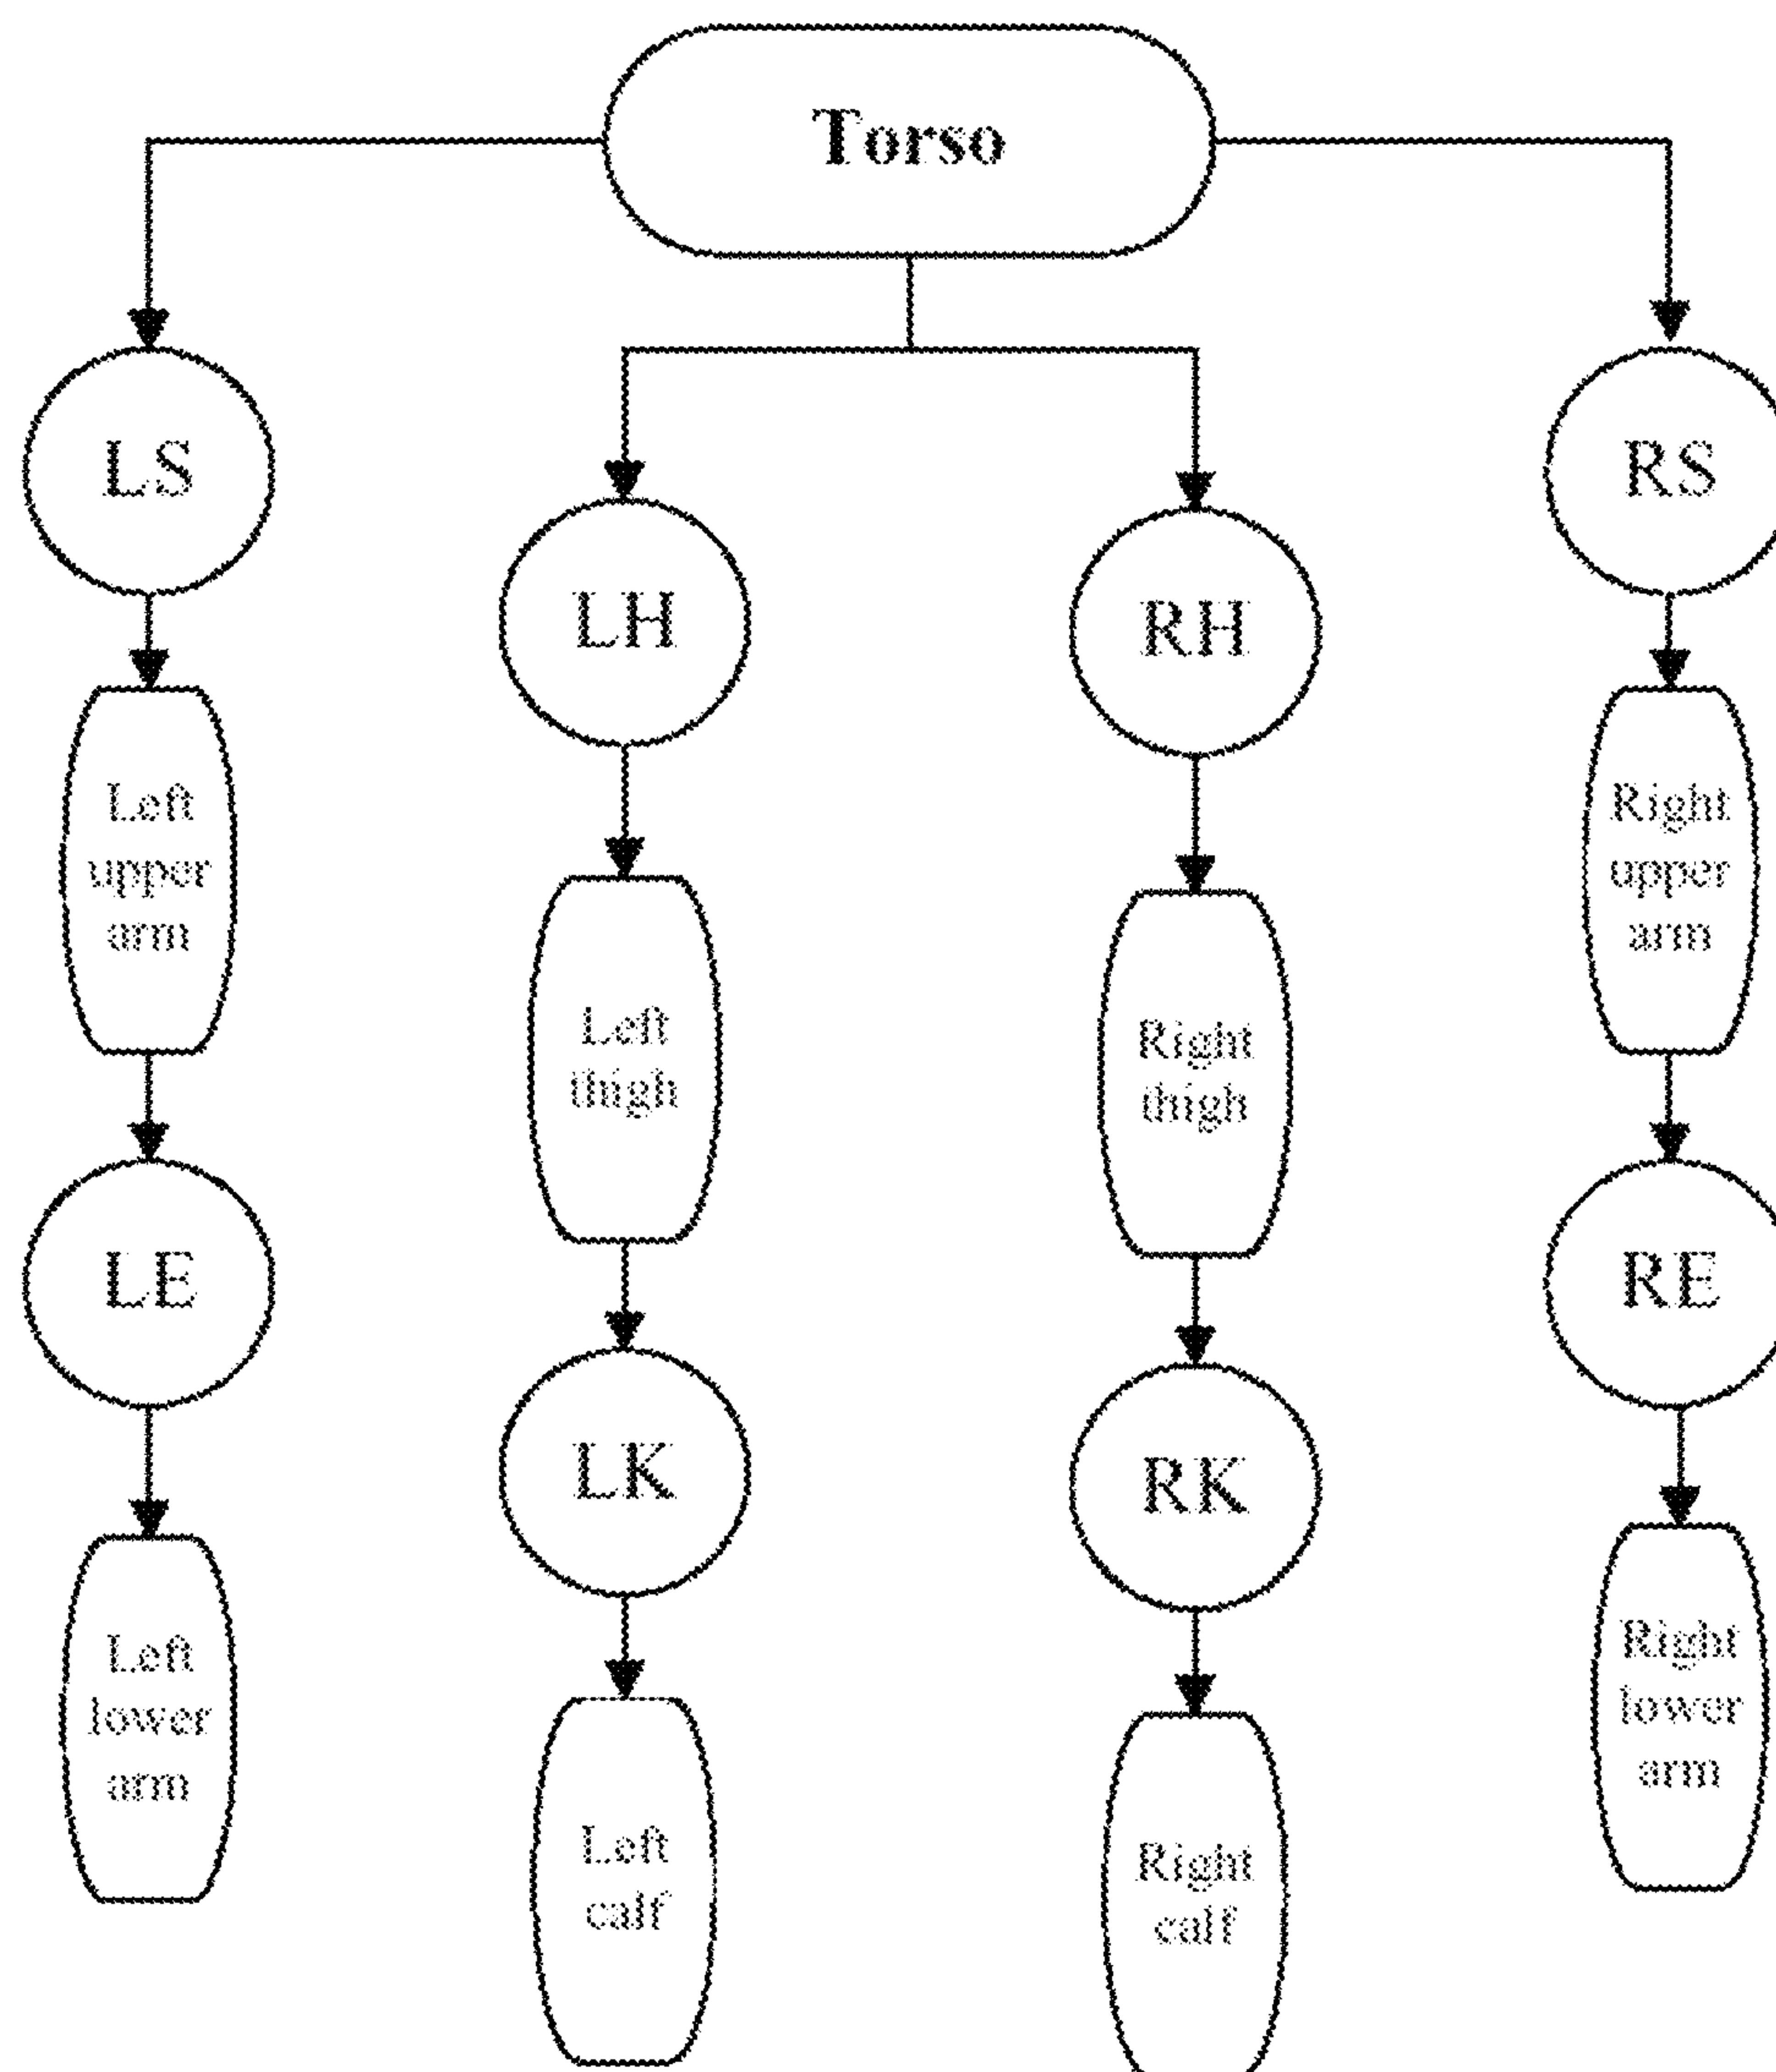 Torso
LS
RS
LH
RH
Left
upper
arm
Right
upper
arm
Left
thigh
Right
thigh
LE
RE
LK
RK
Left
lower
arm
Right
lower
arm
Left
calf
Right
calf